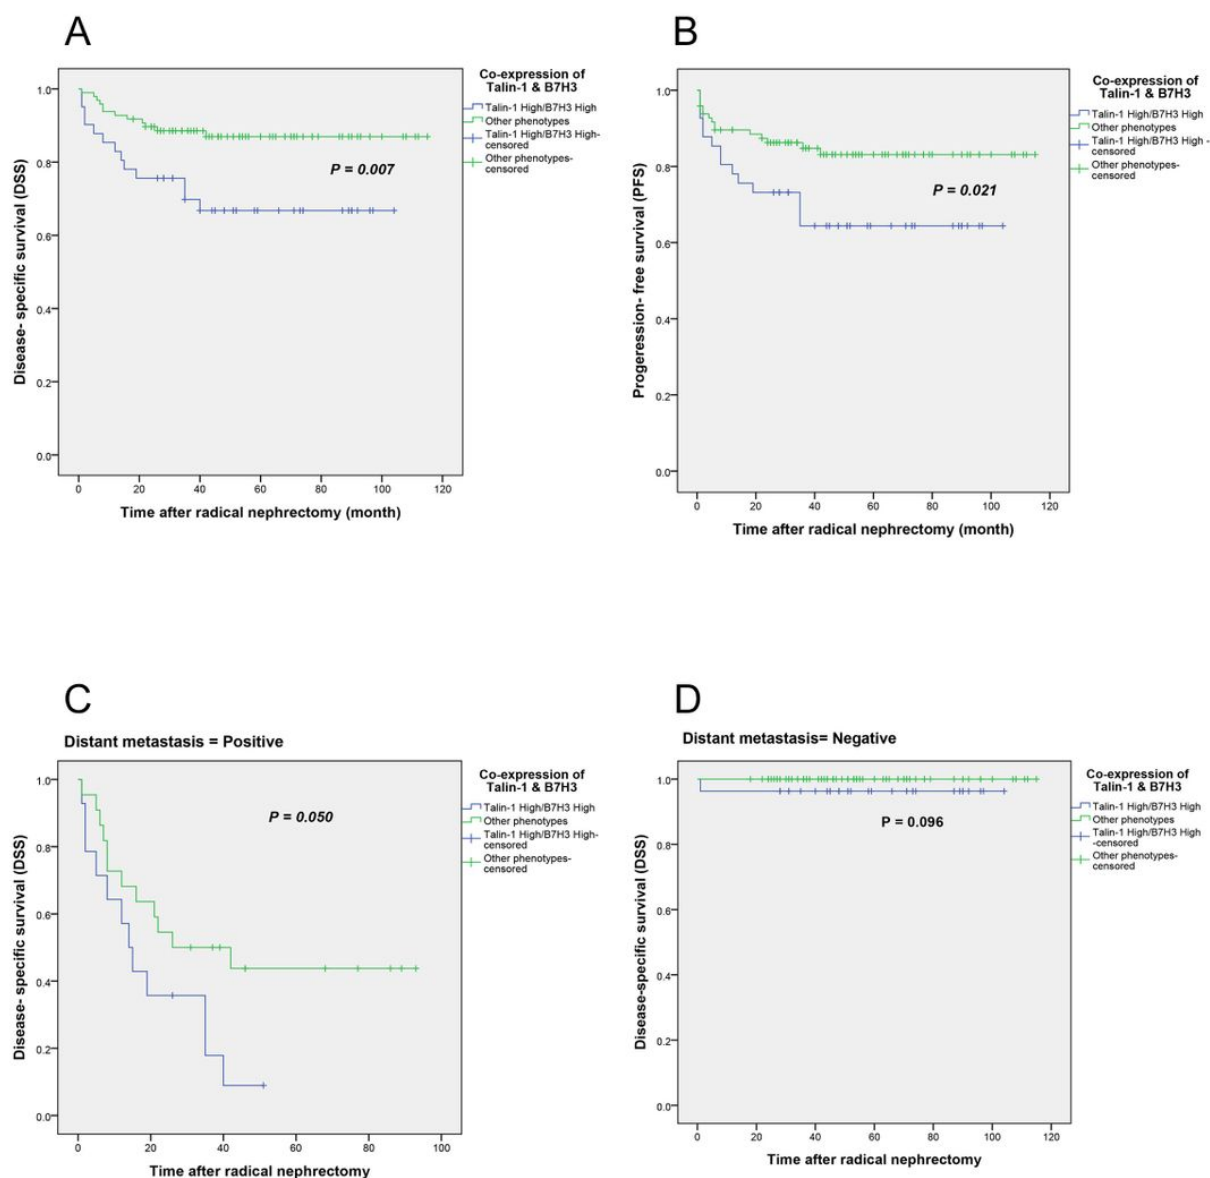 A
Co-expression of
Talin-1 & B7H3
Talin-1 High/B7H3 High
Other phenotypes
Talin-1 High/B7H3 High-
censored
Other phenotypes-
censored
P = 0.007
Disease- specific survival (DSS)
1.0
0.8
0.6
0.4
0.2
0.0
0 20 40 60 80 100 120
Time after radical nephrectomy (month)
B
Co-expression of
Talin-1 & B7H3
Talin-1 High/B7H3 High
Other phenotypes
Talin-1 High/B7H3 High -
censored
Other phenotypes-
censored
P = 0.021
Progeression- free survival (PFS)
1.0
0.8
0.6
0.4
0.2
0.0
0 20 40 60 80 100 120
Time after radical nephrectomy (month)
C
Distant metastasis = Positive
Co-expression of
Talin-1 & B7H3
Talin-1 High/B7H3 High
Other phenotypes
Talin-1 High/B7H3 High-
censored
Other phenotypes-
censored
P = 0.050
Disease- specific survival (DSS)
1.0
0.8
0.6
0.4
0.2
0.0
0 20 40 60 80 100
Time after radical nephrectomy
D
Distant metastasis= Negative
Co-expression of
Talin-1 & B7H3
Talin-1 High/B7H3 High
Other phenotypes
Talin-1 High/B7H3 High
-censored
Other phenotypes-
censored
P = 0.096
Disease-specific survival (DSS)
1.0
0.8
0.6
0.4
0.2
0.0
0 20 40 60 80 100 120
Time after radical nephrectomy